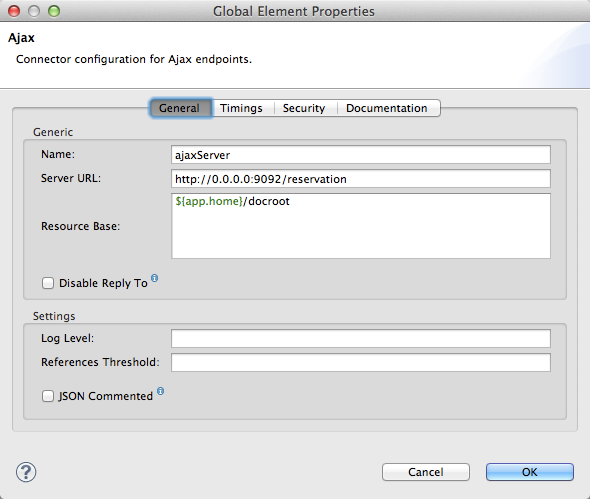 Global Element Properties
Ajax
Connector configuration for Ajax endpoints.
General Timings Security Documentation
Generic
Name: ajaxServer
Server URL: http://0.0.0.0:9092/reservation
Resource Base: ${app.home}/docroot
Disable Reply To
Settings
Log Level:
References Threshold:
JSON Commented
? Cancel OK